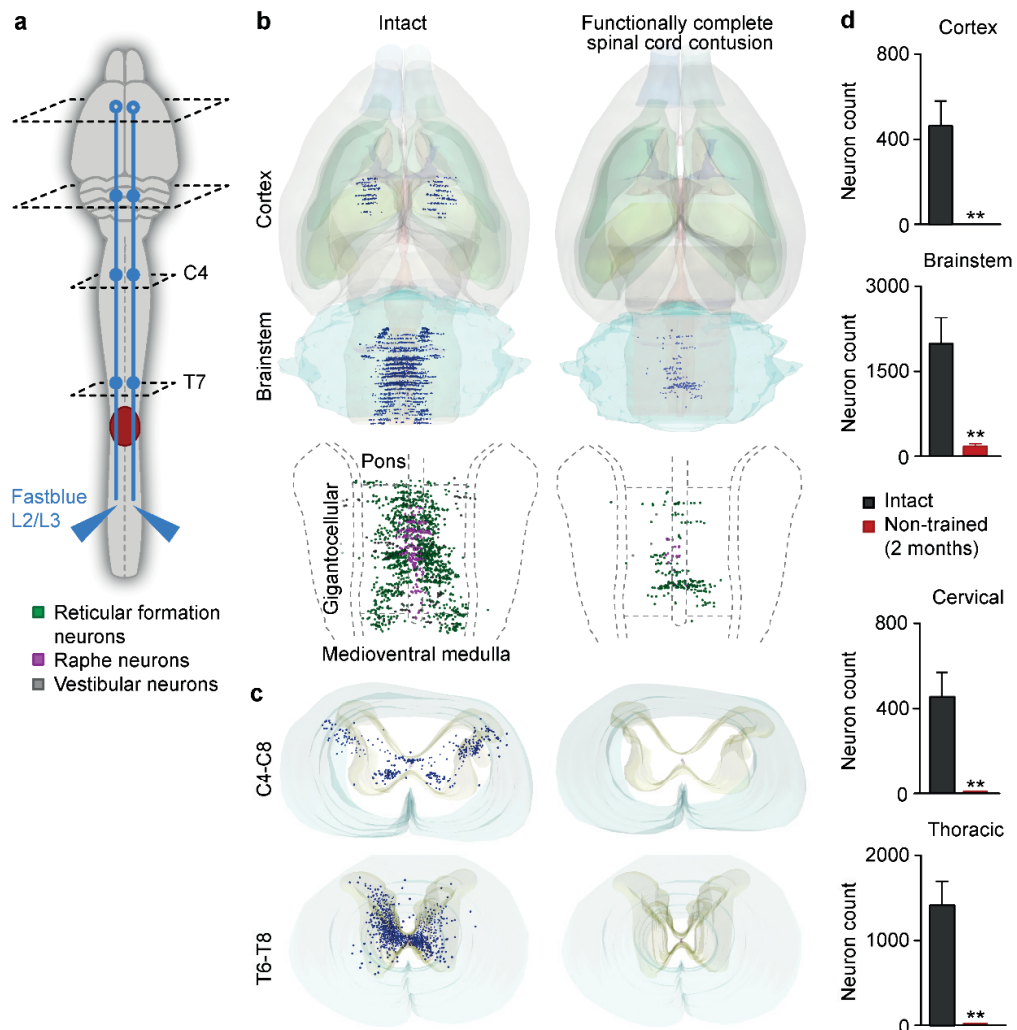 a
C4
T7
Fastblue
L2/L3
Reticular formation
neurons
Raphe neurons
Vestibular neurons
b
Intact
Functionally complete
spinal cord contusion
Cortex
Brainstem
Pons
Gigantocellular
Medioventral medulla
c
C4-C8
T6-T8
d
Cortex
Neuron count
800
400
0
**
Brainstem
Neuron count
3000
1500
0
**
Intact
Non-trained
(2 months)
Cervical
Neuron count
800
400
0
**
Thoracic
Neuron count
2000
1000
0
**